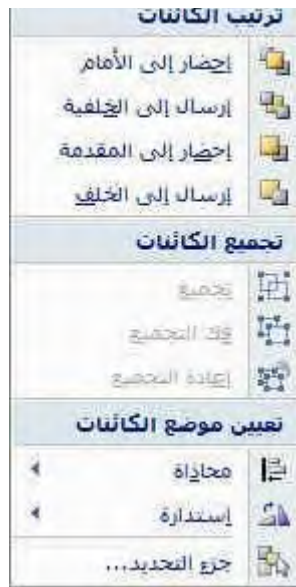 ترتيب الكائنات
إحضار إلى الأمام
إرسال إلى الخلفية
إحضار إلى المقدمة
إرسال إلى الخلف
تجميع الكائنات
تجميع
فك التجميع
إعادة التجميع
تعيين موضع الكائنات
محاذاة
إستدارة
جزء التحديد...